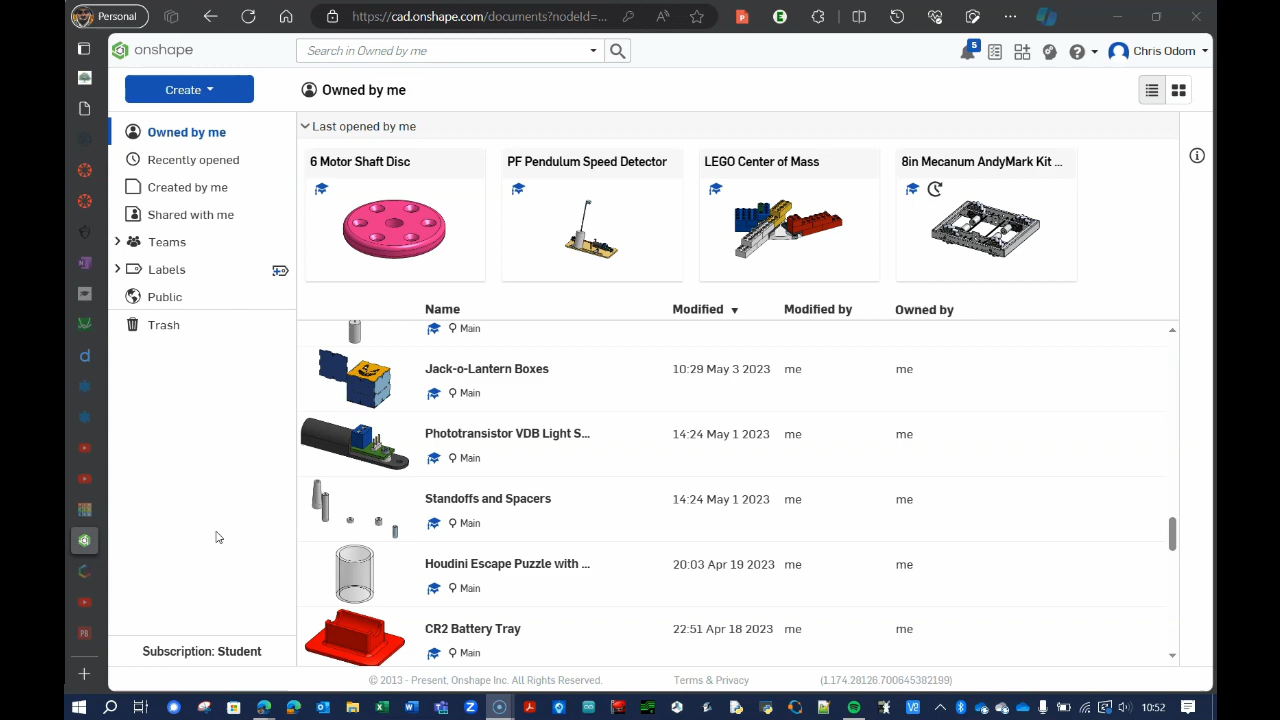 Personal
https://cad.onshape.com/documents?nodeId=...
onshape
Search in Owned by me
5
Chris Odom
Create
Owned by me
Owned by me
Recently opened
Created by me
Shared with me
Teams
Labels
Public
Trash
Last opened by me
6 Motor Shaft Disc
PF Pendulum Speed Detector
LEGO Center of Mass
8in Mecanum AndyMark Kit ...
Name Modified Modified by Owned by
Main
Jack-o-Lantern Boxes 10:29 May 3 2023 me me
Main
Phototransistor VDB Light S... 14:24 May 1 2023 me me
Main
Standoffs and Spacers 14:24 May 1 2023 me me
Main
Houdini Escape Puzzle with ... 20:03 Apr 19 2023 me me
Main
CR2 Battery Tray 22:51 Apr 18 2023 me me
Main
Subscription: Student
© 2013 - Present, Onshape Inc. All Rights Reserved. Terms & Privacy (1.174.28126.700645382199)
10:52